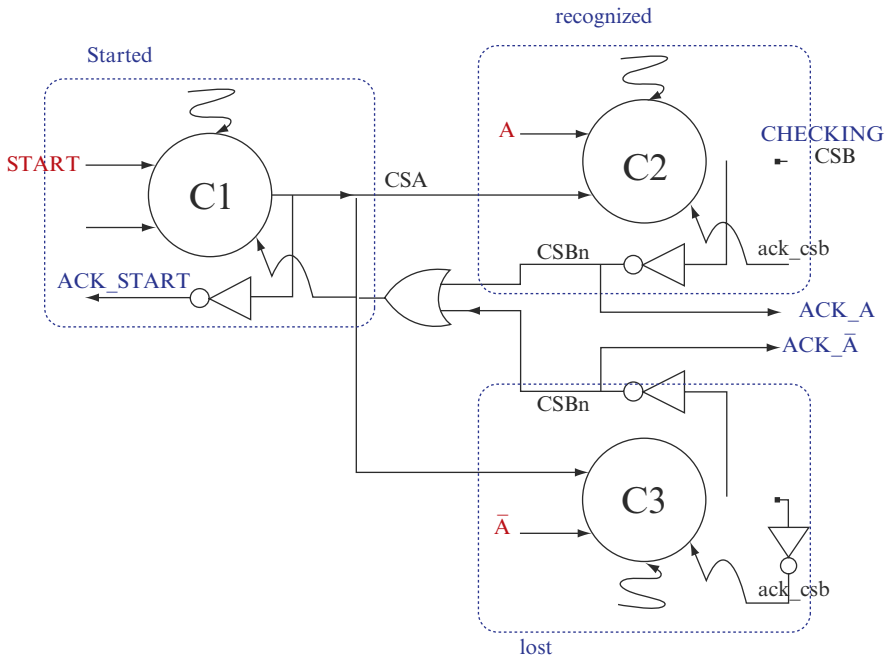 recognized
Started
A
CHECKING
START
C2
CSB
CSA
C1
CSBn
ack_csb
ACK_START
ACK_A
ACK_Ā
CSBn
C3
Ā
ack_csb
lost